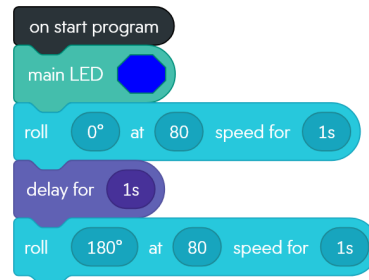 on start program
main LED
roll 0° at 80 speed for 1s
delay for 1s
roll 180° at 80 speed for 1s